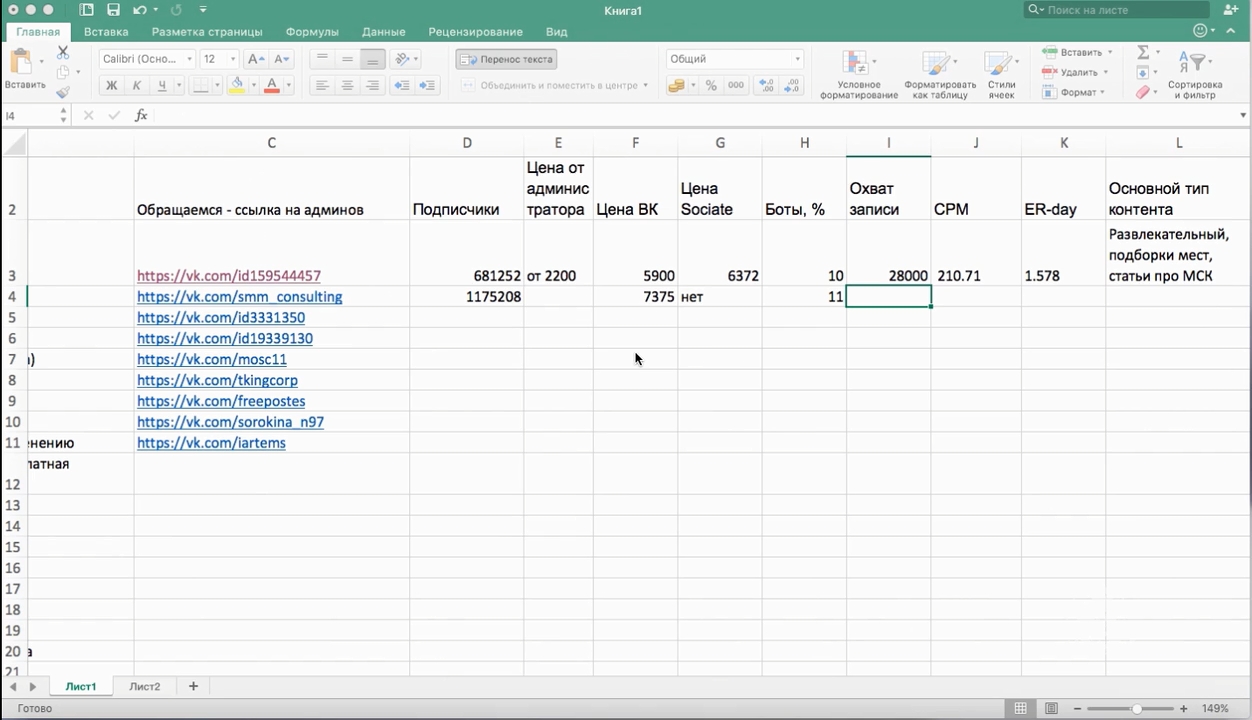 Книга1
Поиск на листе
Главная Вставка Разметка страницы Формулы Данные Рецензирование Вид
Вставить
Calibri (Осно... 12
Ж К Ч
Перенос текста
Объединить и поместить в центре
Общий
% 000
Условное форматирование
Форматировать как таблицу
Стили ячеек
Вставить
Удалить
Формат
Сортировка и фильтр
I4 fx
C D E F G H I J K L
2 Обращаемся - ссылка на админов Подписчики Цена от админис тратора Цена ВК Цена Sociate Боты, % Охват записи CPM ER-day Основной тип контента
3 https://vk.com/id159544457 681252 от 2200 5900 6372 10 28000 210.71 1.578 Развлекательный, подборки мест, статьи про МСК
4 https://vk.com/smm_consulting 1175208 7375 нет 11
5 https://vk.com/id3331350
6 https://vk.com/id19339130
7 ı) https://vk.com/mosc11
8 https://vk.com/tkingcorp
9 https://vk.com/freepostes
10 https://vk.com/sorokina_n97
11 енению https://vk.com/iartems
12 латная
13
14
15
16
17
18
19
20 а
21
Лист1 Лист2 +
Готово
149%